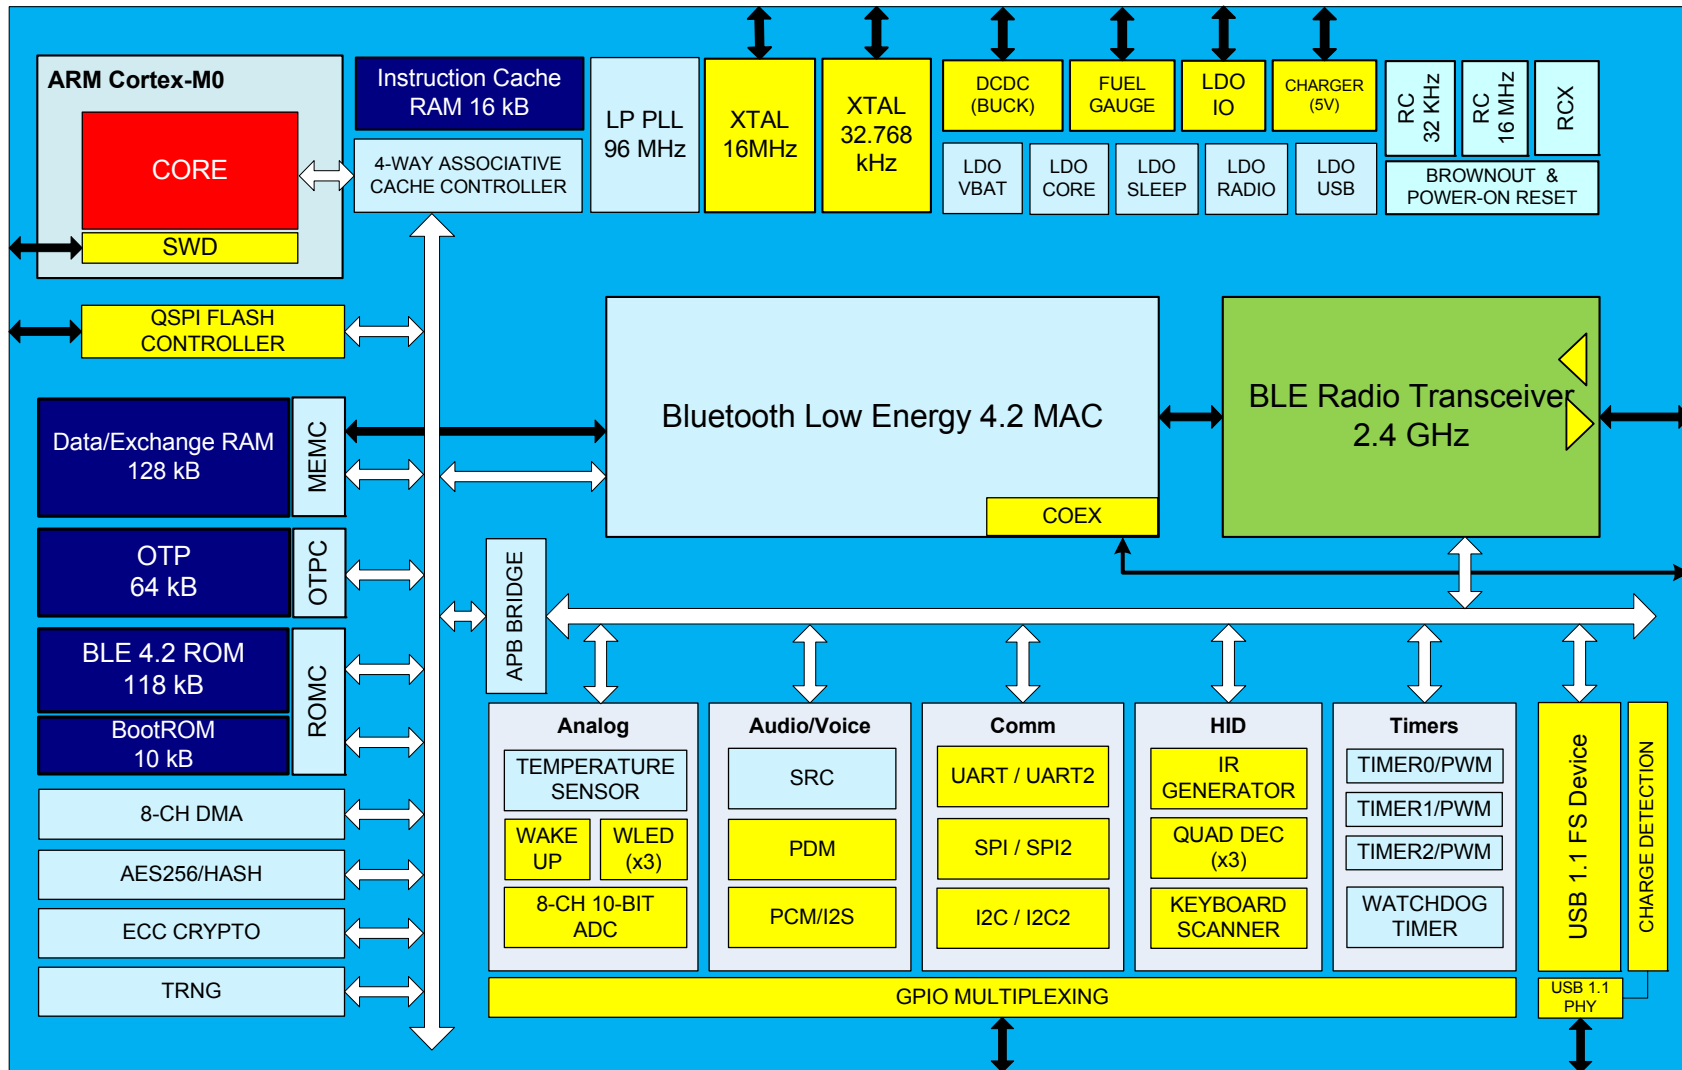 ARM Cortex-M0
CORE
SWD
Instruction Cache
RAM 16 kB
4-WAY ASSOCIATIVE
CACHE CONTROLLER
LP PLL
96 MHz
XTAL
16MHz
XTAL
32.768
kHz
DCDC
(BUCK)
FUEL
GAUGE
LDO
IO
CHARGER
(5V)
LDO
VBAT
LDO
CORE
LDO
SLEEP
LDO
RADIO
LDO
USB
RC
32 KHz
RC
16 MHz
RCX
BROWNOUT &
POWER-ON RESET
QSPI FLASH
CONTROLLER
Data/Exchange RAM
128 kB
MEMC
OTP
64 kB
OTPC
BLE 4.2 ROM
118 kB
BootROM
10 kB
ROMC
8-CH DMA
AES256/HASH
ECC CRYPTO
TRNG
Bluetooth Low Energy 4.2 MAC
COEX
BLE Radio Transceiver
2.4 GHz
APB BRIDGE
Analog
TEMPERATURE
SENSOR
WAKE
UP
WLED
(x3)
8-CH 10-BIT
ADC
Audio/Voice
SRC
PDM
PCM/I2S
Comm
UART / UART2
SPI / SPI2
I2C / I2C2
HID
IR
GENERATOR
QUAD DEC
(x3)
KEYBOARD
SCANNER
Timers
TIMER0/PWM
TIMER1/PWM
TIMER2/PWM
WATCHDOG
TIMER
USB 1.1 FS Device
CHARGE DETECTION
USB 1.1
PHY
GPIO MULTIPLEXING